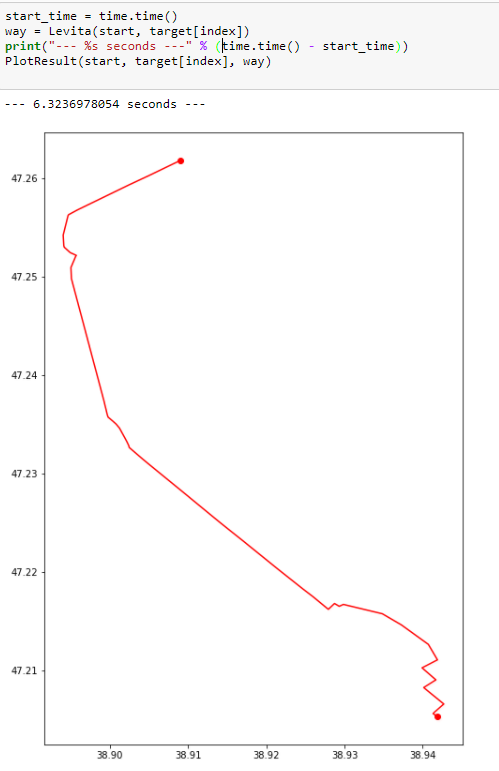 start_time = time.time()
way = Levita(start, target[index])
print("--- %s seconds ---" % (time.time() - start_time))
PlotResult(start, target[index], way)
--- 6.3236978054 seconds ---
47.26
47.25
47.24
47.23
47.22
47.21
38.90 38.91 38.92 38.93 38.94